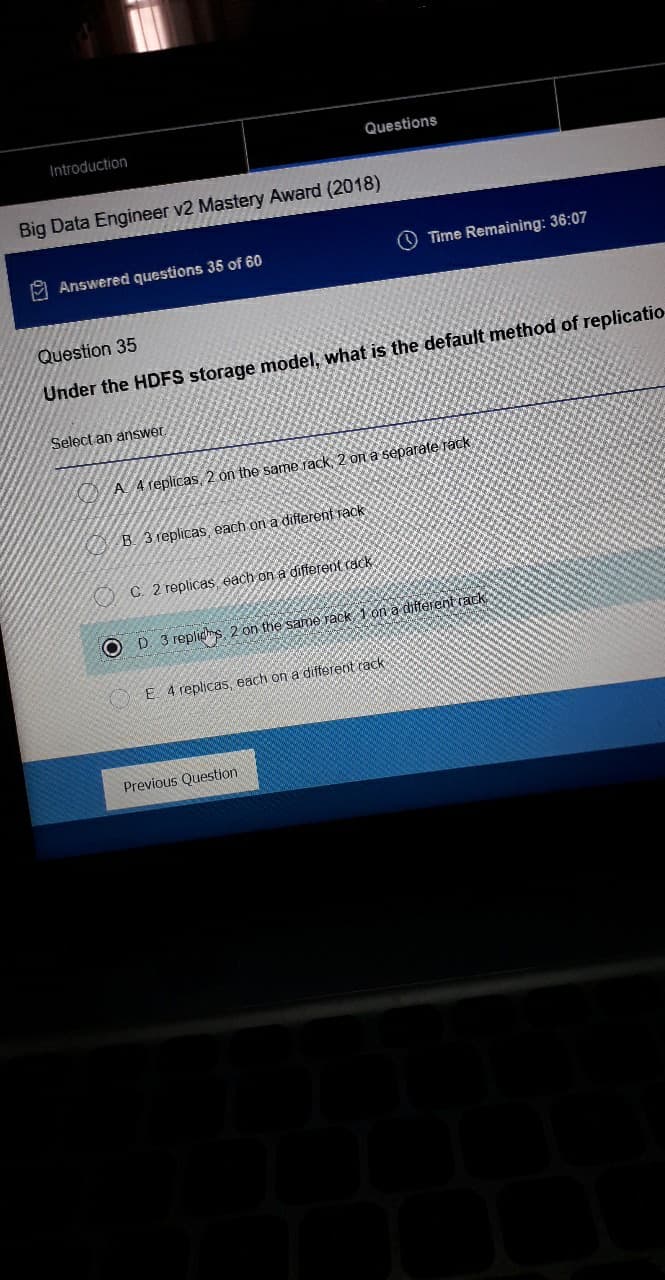 Introduction
Questions
Big Data Engineer v2 Mastery Award (2018)
Answered questions 35 of 60
Time Remaining: 36:07
Question 35
Under the HDFS storage model, what is the default method of replicatio
Select an answer
A. 4 replicas, 2 on the same rack, 2 on a separate rack
B. 3 replicas, each on a different rack
C. 2 replicas, each on a different rack
D. 3 replicas, 2 on the same rack, 1 on a different rack
E. 4 replicas, each on a different rack
Previous Question